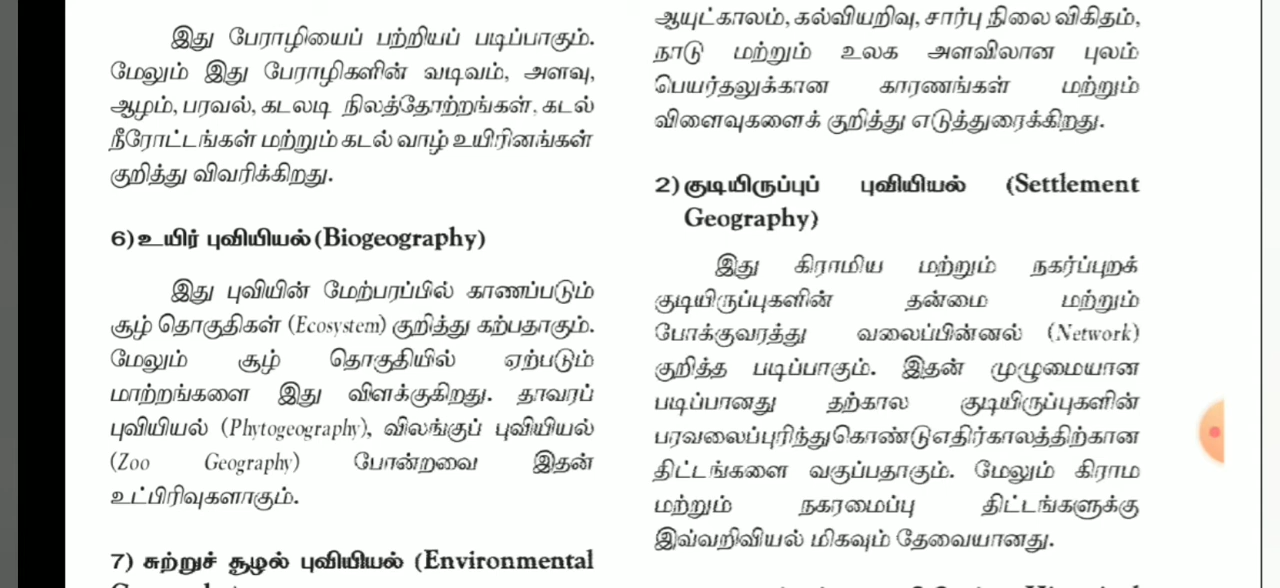 இது பேராழியைப் பற்றியப் படிப்பாகும்.
மேலும் இது பேராழிகளின் வடிவம், அளவு,
ஆழம், பரவல், கடலடி நிலத்தோற்றங்கள், கடல்
நீரோட்டங்கள் மற்றும் கடல் வாழ் உயிரினங்கள்
குறித்து விவரிக்கிறது.
6) உயிர் புவியியல் (Biogeography)
இது புவியின் மேற்பரப்பில் காணப்படும்
சூழ் தொகுதிகள் (Ecosystem) குறித்து கற்பதாகும்.
மேலும் சூழ் தொகுதியில் ஏற்படும்
மாற்றங்களை இது விளக்குகிறது. தாவரப்
புவியியல் (Phytogeography), விலங்குப் புவியியல்
(Zoo Geography) போன்றவை இதன்
உட்பிரிவுகளாகும்.
7) சுற்றுச் சூழல் புவியியல் (Environmental
ஆயுட்காலம், கல்வியறிவு, சார்பு நிலை விகிதம்,
நாடு மற்றும் உலக அளவிலான புலம்
பெயர்தலுக்கான காரணங்கள் மற்றும்
விளைவுகளைக் குறித்து எடுத்துரைக்கிறது.
2) குடியிருப்புப் புவியியல் (Settlement
Geography)
இது கிராமிய மற்றும் நகர்ப்புறக்
குடியிருப்புகளின் தன்மை மற்றும்
போக்குவரத்து வலைப்பின்னல் (Network)
குறித்த படிப்பாகும். இதன் முழுமையான
படிப்பானது தற்கால குடியிருப்புகளின்
பரவலைப்புரிந்துகொண்டு எதிர்காலத்திற்கான
திட்டங்களை வகுப்பதாகும். மேலும் கிராம
மற்றும் நகரமைப்பு திட்டங்களுக்கு
இவ்வறிவியல் மிகவும் தேவையானது.